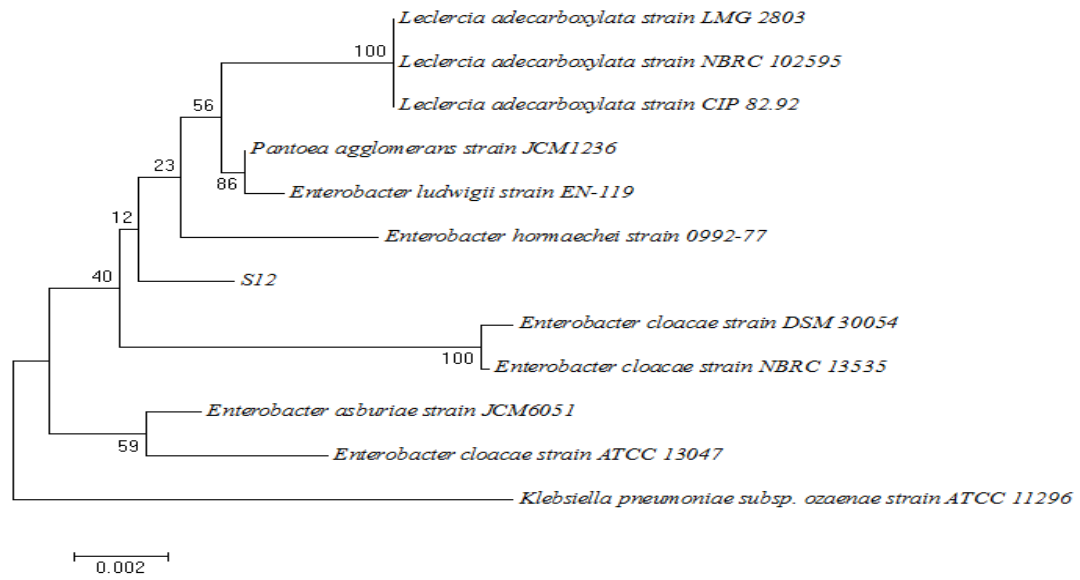 Leclercia adecarboxylata strain LMG 2803
100
Leclercia adecarboxylata strain NBRC 102595
Leclercia adecarboxylata strain CIP 82.92
56
Pantoea agglomerans strain JCM1236
23
86
Enterobacter ludwigii strain EN-119
12
Enterobacter hormaechei strain 0992-77
40
S12
Enterobacter cloacae strain DSM 30054
100
Enterobacter cloacae strain NBRC 13535
Enterobacter asburiae strain JCM6051
59
Enterobacter cloacae strain ATCC 13047
Klebsiella pneumoniae subsp. ozaenae strain ATCC 11296
0.002